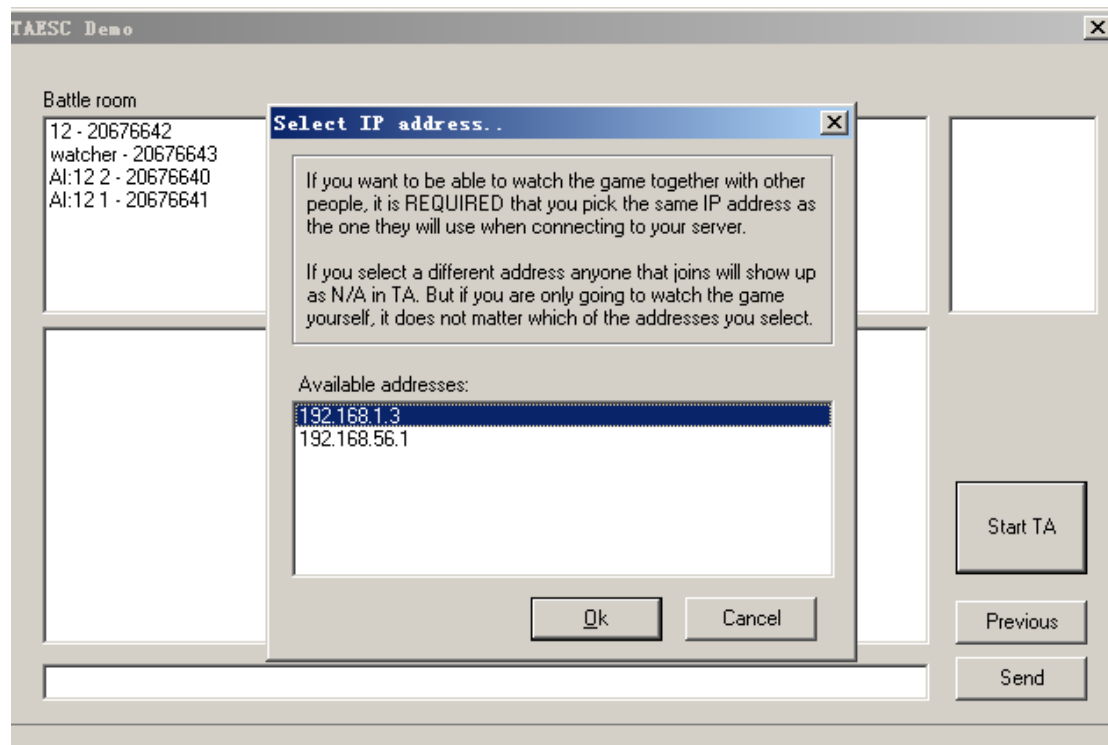 TAESC Demo
Battle room
12 - 20676642
watcher - 20676643
AI:12 2 - 20676640
AI:12 1 - 20676641
Select IP address..
If you want to be able to watch the game together with other
people, it is REQUIRED that you pick the same IP address as
the one they will use when connecting to your server.
If you select a different address anyone that joins will show up
as N/A in TA. But if you are only going to watch the game
yourself, it does not matter which of the addresses you select.
Available addresses:
192.168.1.3
192.168.56.1
Ok
Cancel
Start TA
Previous
Send